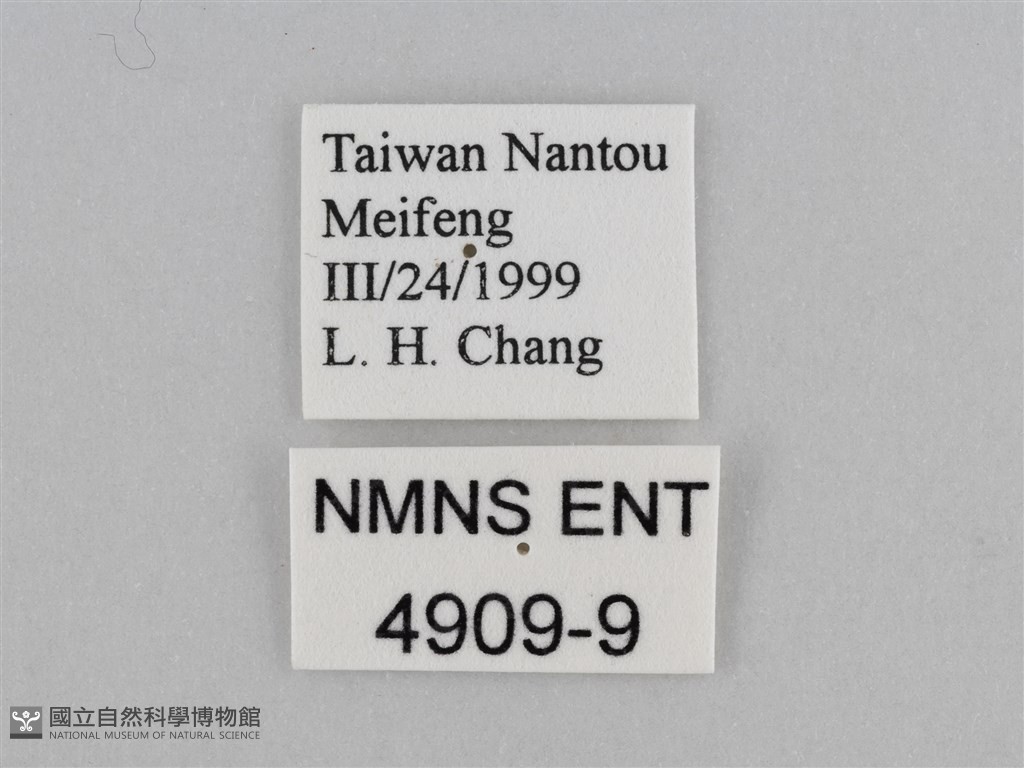 Taiwan Nantou
Meifeng
III/24/1999
L. H. Chang
NMNS ENT
4909-9
國立自然科學博物館
NATIONAL MUSEUM OF NATURAL SCIENCE